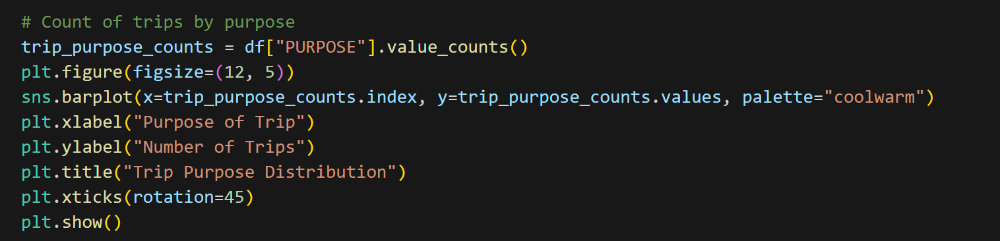 # Count of trips by purpose
trip_purpose_counts = df["PURPOSE"].value_counts()
plt.figure(figsize=(12, 5))
sns.barplot(x=trip_purpose_counts.index, y=trip_purpose_counts.values, palette="coolwarm")
plt.xlabel("Purpose of Trip")
plt.ylabel("Number of Trips")
plt.title("Trip Purpose Distribution")
plt.xticks(rotation=45)
plt.show()